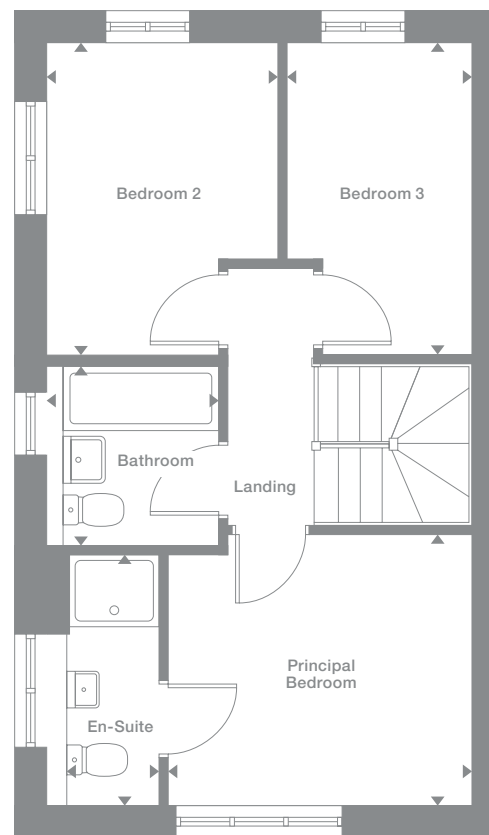 Bedroom 2
Bedroom 3
Bathroom
Landing
Principal
Bedroom
En-Suite